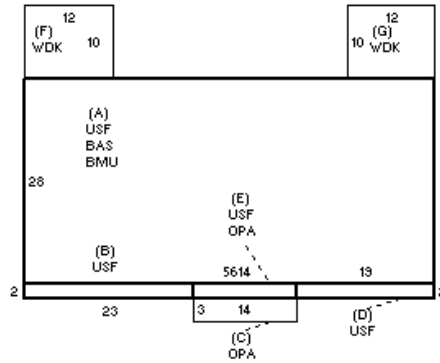 12
(F)
WDK
10
12
(G)
10 WDK
(A)
USF
BAS
BMU
28
(E)
USF
OPA
(B)
USF
5614
19
2
23
3
14
(C)
OPA
(D)
USF